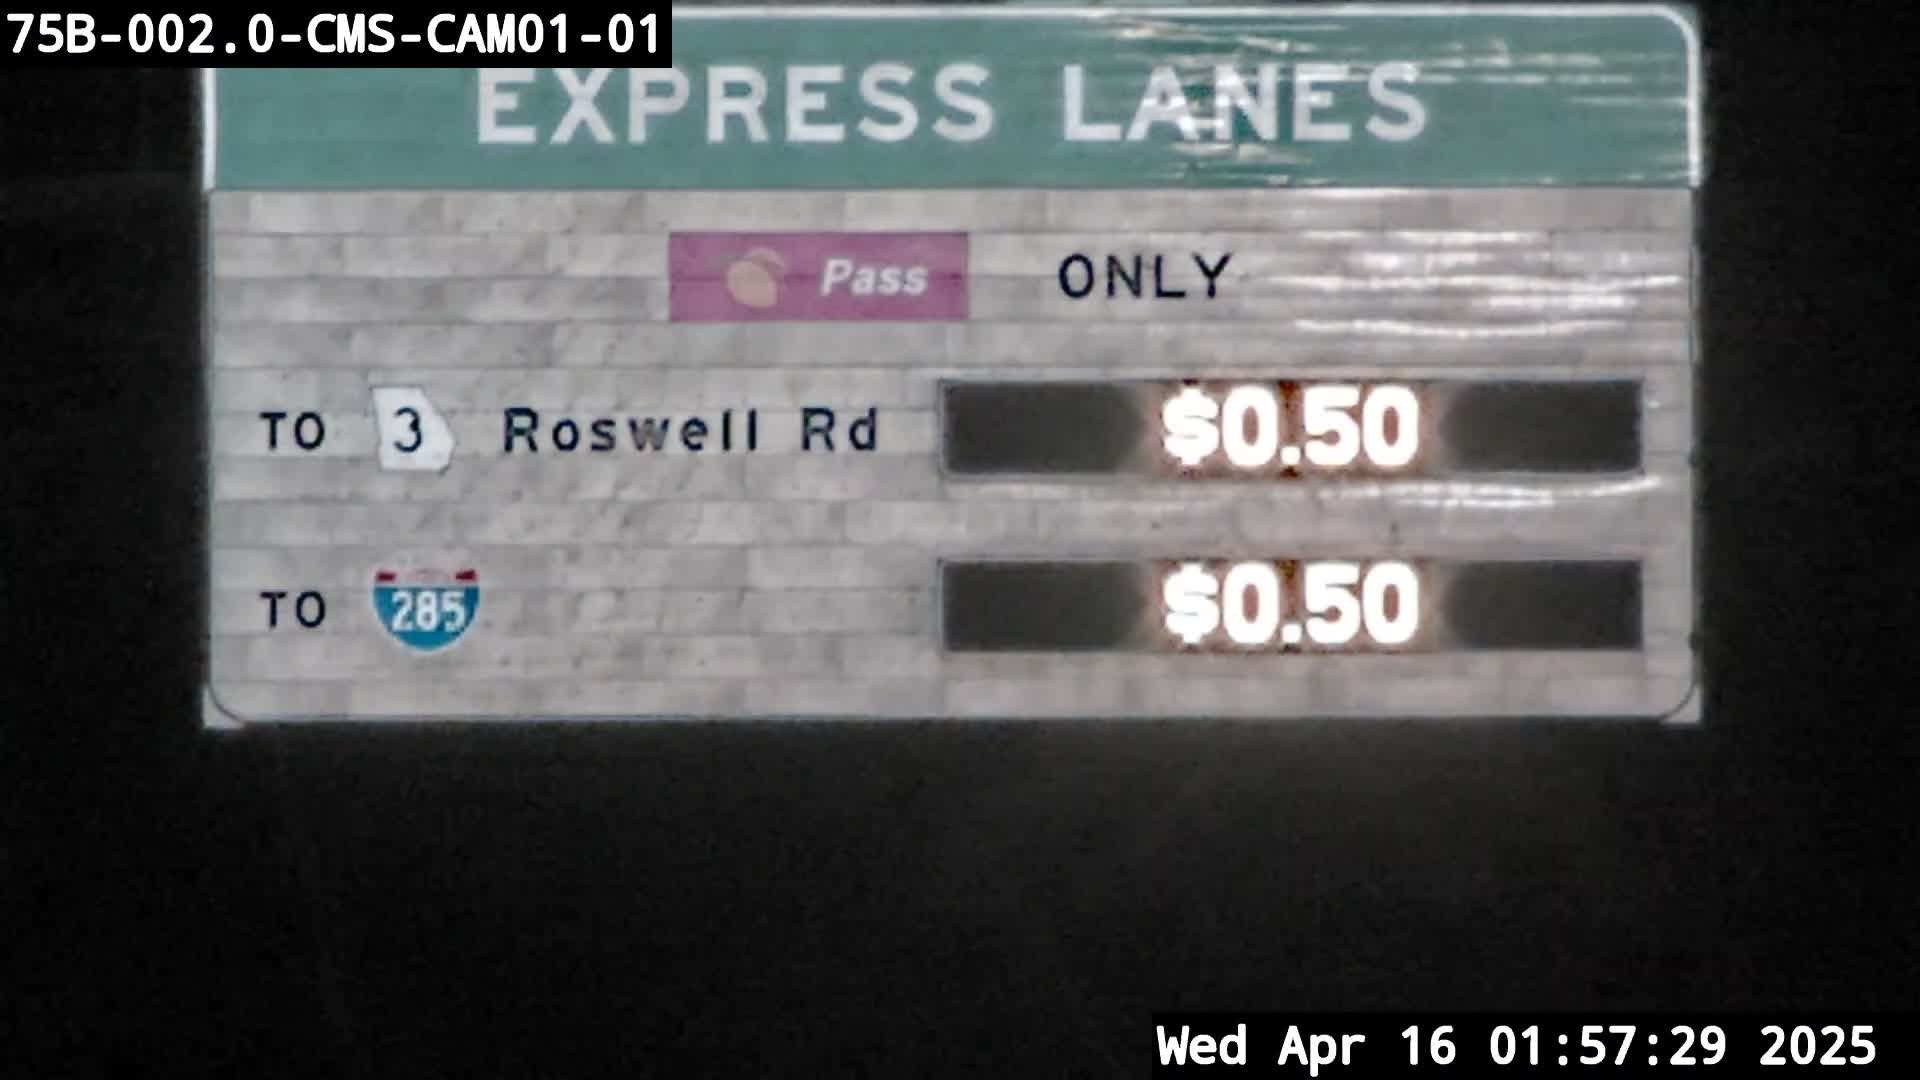 75B-002.0-CMS-CAM01-01
EXPRESS LANES
Pass ONLY
TO 3 Roswell Rd $0.50
TO 285 $0.50
Wed Apr 16 01:57:29 2025